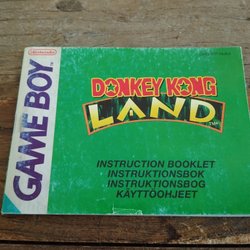 Nintendo
GAME BOY
DONKEY KONG
LAND
INSTRUCTION BOOKLET
INSTRUKTIONSBOK
INSTRUKTIONSBOG
KÄYTTÖOHJEET